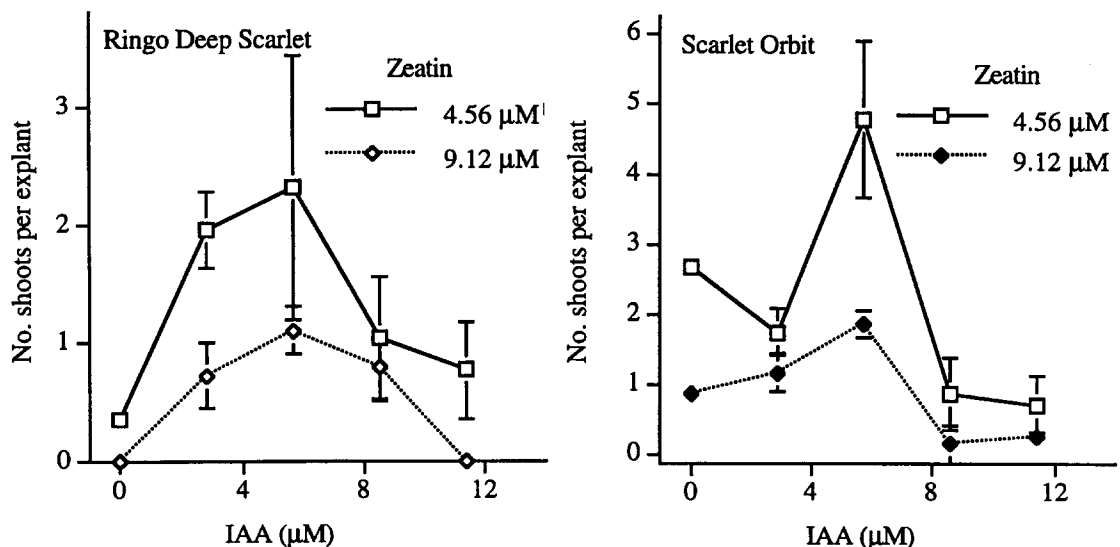 Ringo Deep Scarlet
Zeatin
4.56 μM
9.12 μM
3
2
1
0
No. shoots per explant
0
4
8
12
IAA (μM)
Scarlet Orbit
Zeatin
4.56 μM
9.12 μM
6
5
4
3
2
1
0
No. shoots per explant
0
4
8
12
IAA (μM)